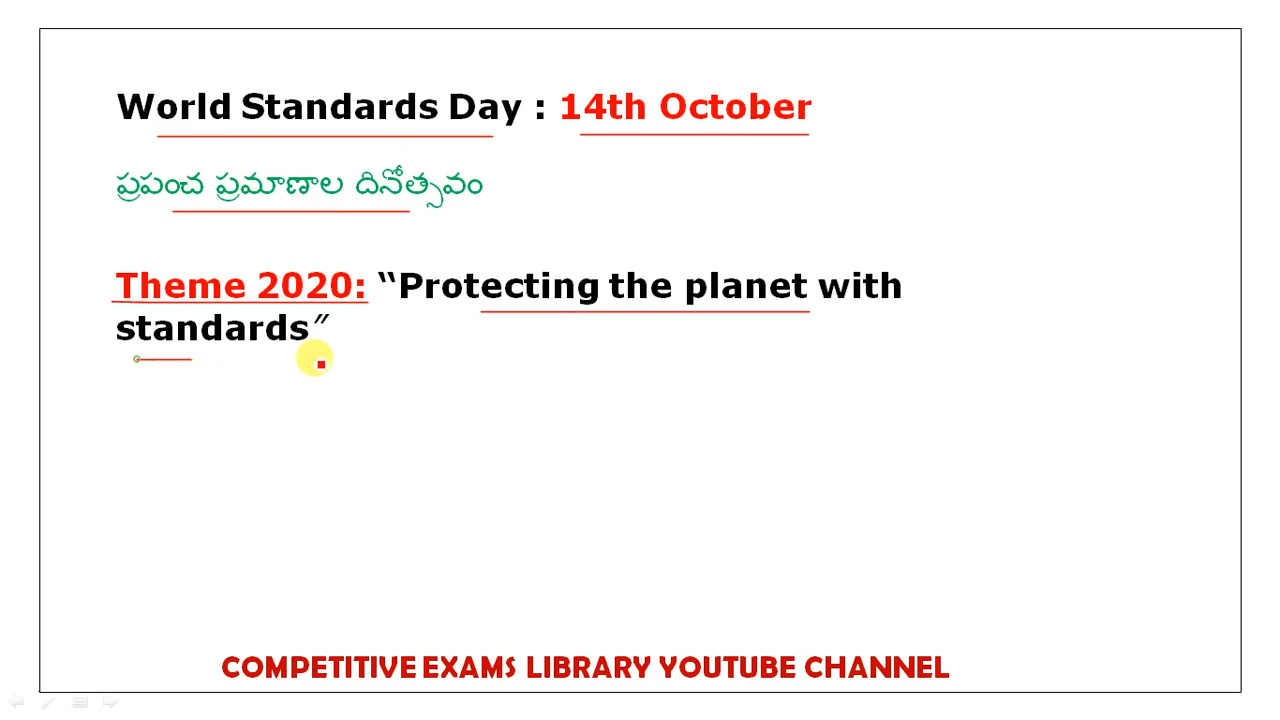 World Standards Day : 14th October
ప్రపంచ ప్రమాణాల దినోత్సవం
Theme 2020: “Protecting the planet with
standards”
COMPETITIVE EXAMS LIBRARY YOUTUBE CHANNEL